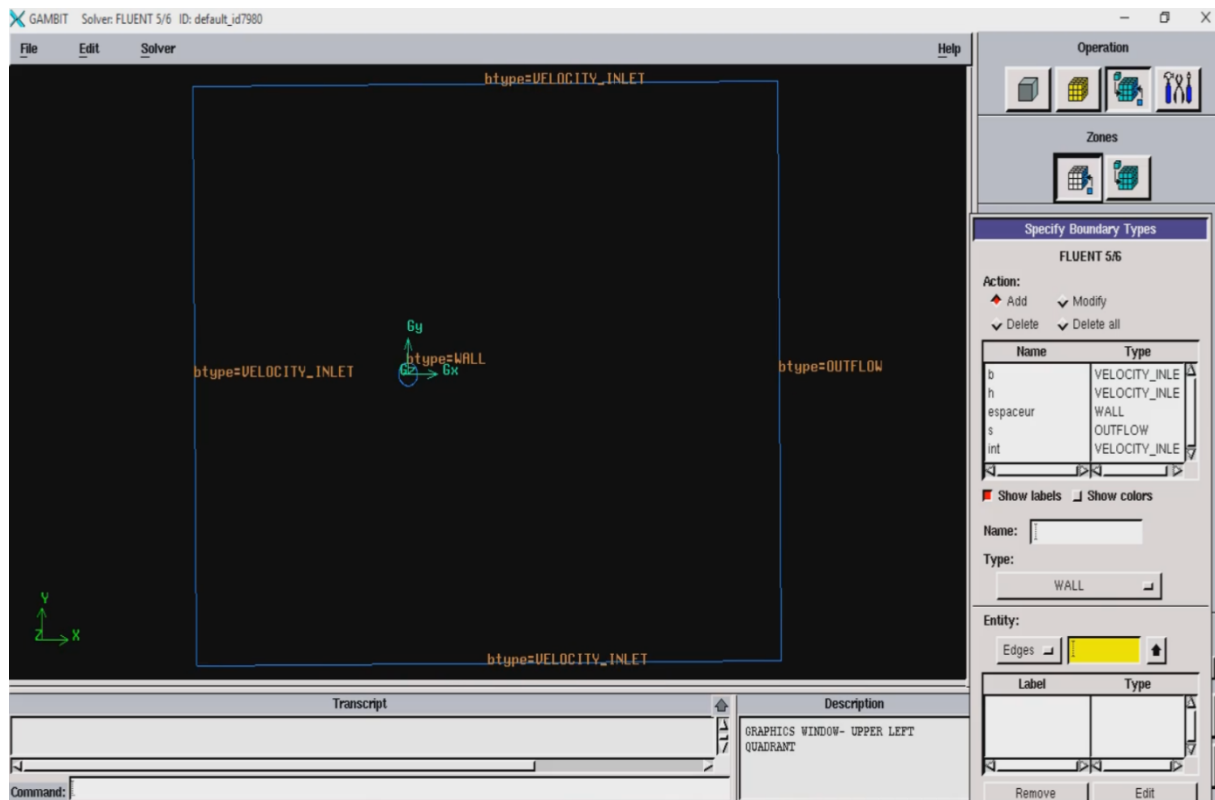 GAMBIT Solver: FLUENT 5/6 ID: default_id7980
File Edit Solver Help
Operation
Zones
Specify Boundary Types
FLUENT 5/6
Action:
Add Modify
Delete Delete all
Name Type
b VELOCITY_INLE
h VELOCITY_INLE
espaceur WALL
s OUTFLOW
int VELOCITY_INLE
Show labels Show colors
Name:
Type:
WALL
Entity:
Edges
Label Type
Remove Edit
btype=VELOCITY_INLET
Gy
btype=WALL
btype=VELOCITY_INLET
Gz Gx
btype=OUTFLOW
Y
Z X
btype=VELOCITY_INLET
Transcript
Description
GRAPHICS WINDOW- UPPER LEFT
QUADRANT
Command: